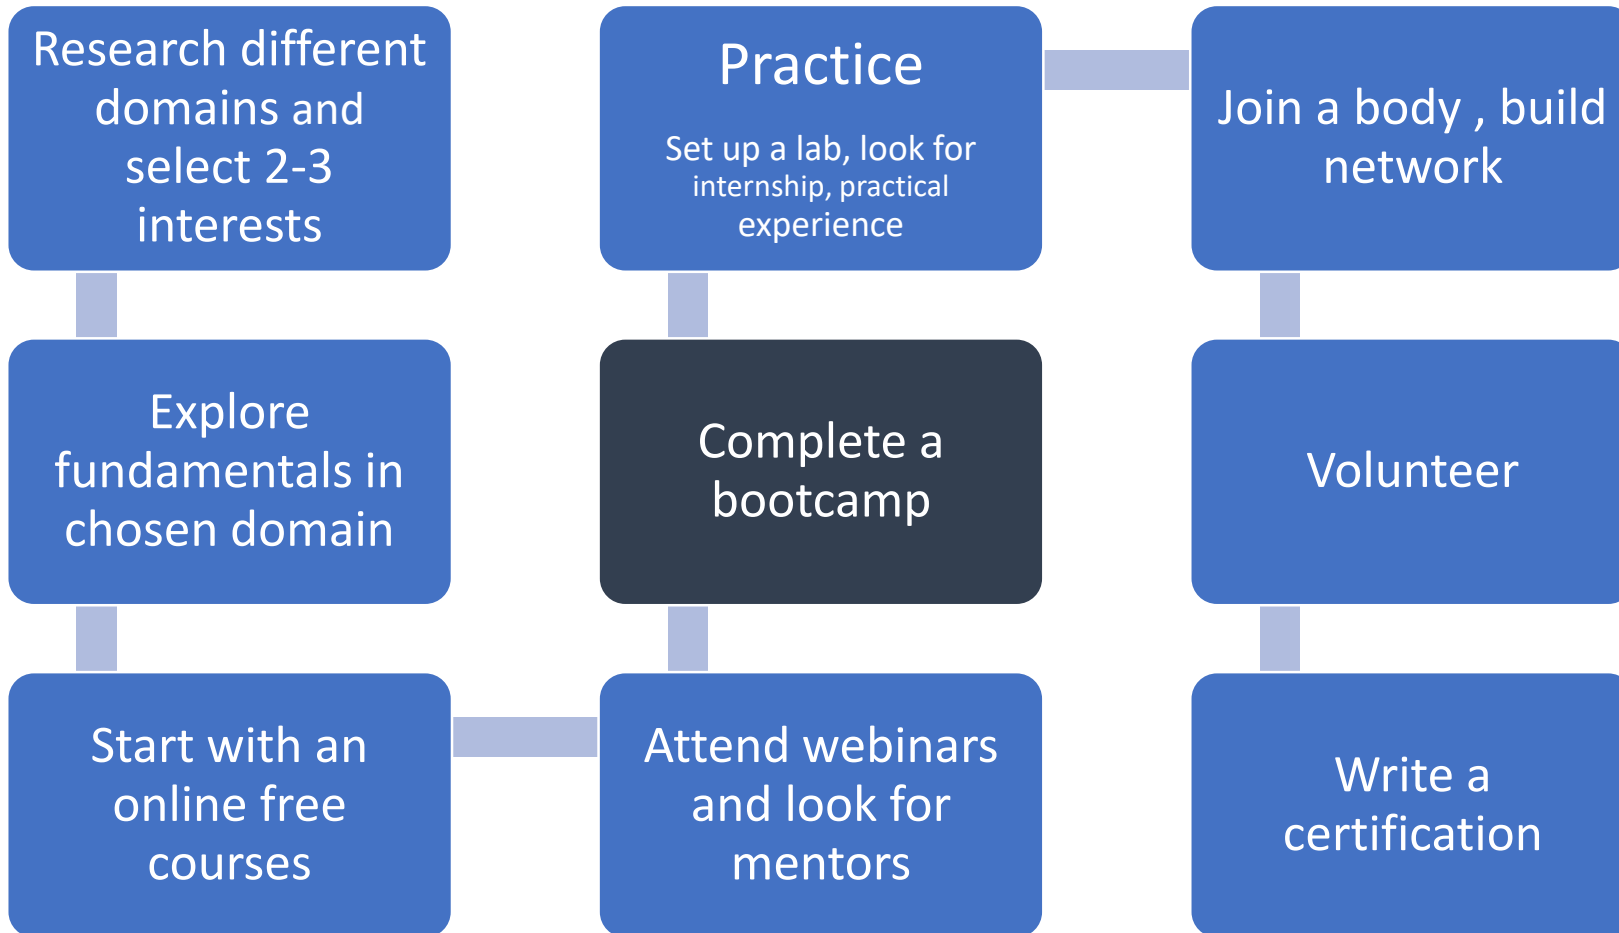 Research different
domains and
select 2-3
interests
Explore
fundamentals in
chosen domain
Start with an
online free
courses
Attend webinars
and look for
mentors
Complete a
bootcamp
Practice
Set up a lab, look for
internship, practical
experience
Join a body , build
network
Volunteer
Write a
certification